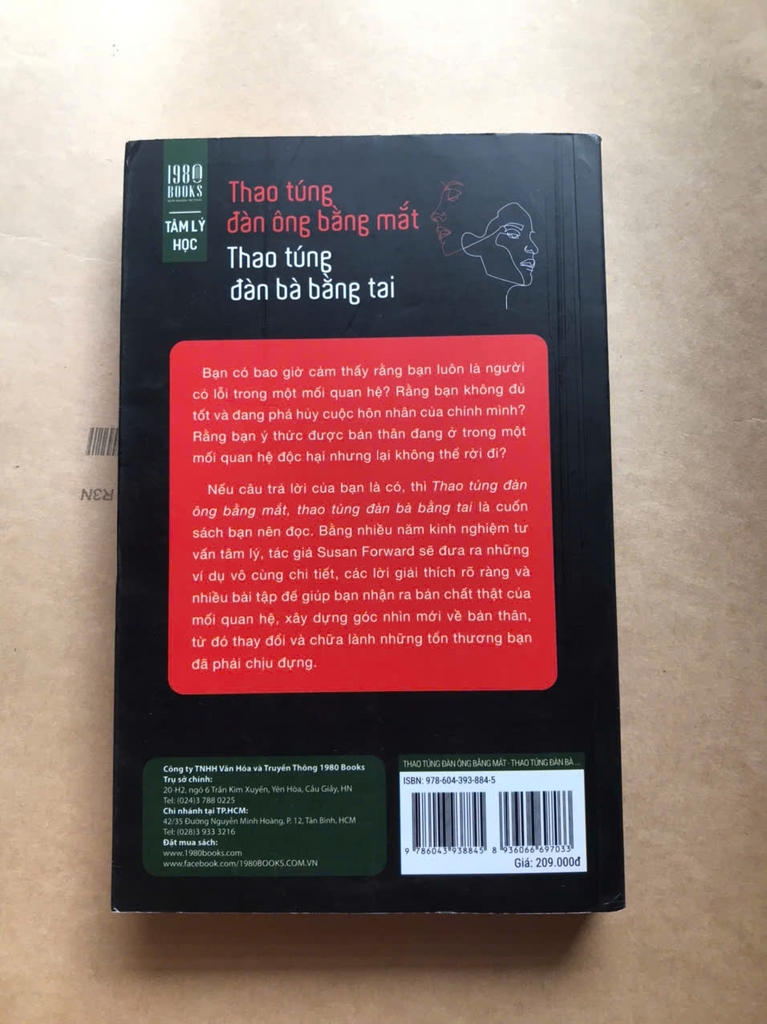 1980
BOOKS
TÂM LÝ
HỌC
Thao túng
đàn ông bằng mắt
Thao túng
đàn bà bằng tai
Bạn có bao giờ cảm thấy rằng bạn luôn là người
có lỗi trong một mối quan hệ? Rằng bạn không đủ
tốt và đang phá hủy cuộc hôn nhân của chính mình?
Rằng bạn ý thức được bản thân đang ở trong một
mối quan hệ độc hại nhưng lại không thể rời đi?
Nếu câu trả lời của bạn là có, thì Thao túng đàn
ông bằng mắt, thao túng đàn bà bằng tai là cuốn
sách bạn nên đọc. Bằng nhiều năm kinh nghiệm tư
vấn tâm lý, tác giả Susan Forward sẽ đưa ra những
ví dụ vô cùng chi tiết, các lời giải thích rõ ràng và
nhiều bài tập để giúp bạn nhận ra bản chất thật của
mối quan hệ, xây dựng góc nhìn mới về bản thân,
từ đó thay đổi và chữa lành những tổn thương bạn
đã phải chịu đựng.
Công ty TNHH Văn Hóa và Truyền Thông 1980 Books
Trụ sở chính:
20-H2, ngõ 6 Trần Kim Xuyến, Yên Hòa, Cầu Giấy, HN
Tel: (024)3 788 0225
Chi nhánh tại TP.HCM:
42/35 Đường Nguyễn Minh Hoàng, P. 12, Tân Bình, HCM
Tel: (028)3 933 3216
Đặt mua sách:
www.1980books.com
www.facebook.com/1980BOOKS.COM.VN
THAO TÚNG ĐÀN ÔNG BẰNG MẮT - THAO TÚNG ĐÀN BÀ ...
ISBN: 978-604-393-884-5
9 786043 938845 8 936066 697033
Giá: 209.000đ
R3N